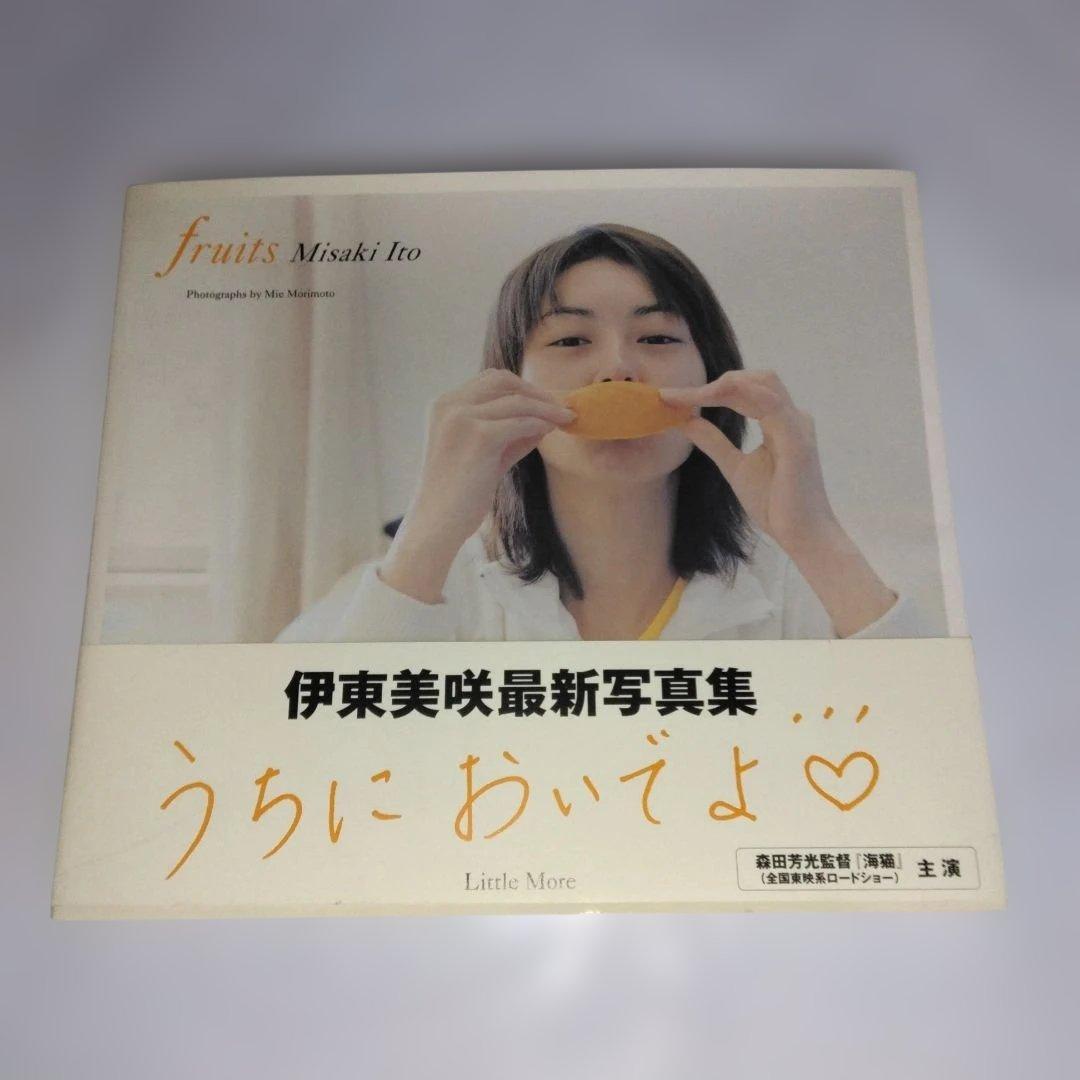 fruits Misaki Ito
Photographs by Mie Morimoto
伊東美咲最新写真集
うちに おいでよ♡
Little More
森田芳光監督『海猫』
(全国東映系ロードショー)
主演